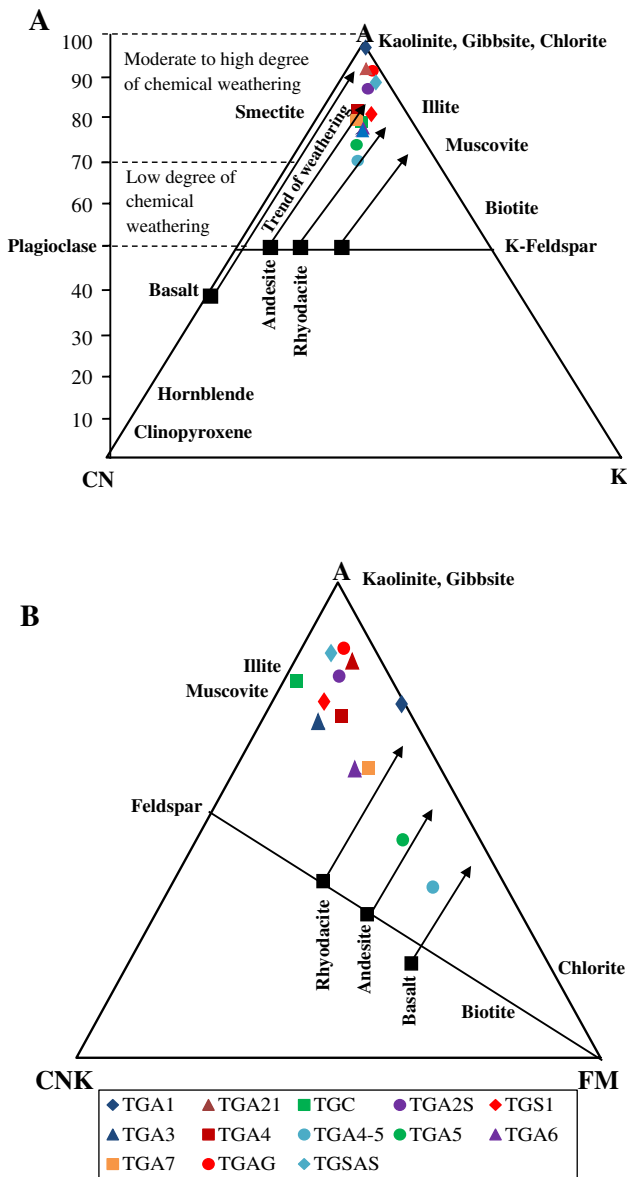 A
A
100
90
80
70
60
Plagioclase
40
30
20
10
Moderate to high degree
of chemical weathering
Low degree of
chemical
weathering
Kaolinite, Gibbsite, Chlorite
Smectite
Illite
Muscovite
Biotite
K-Feldspar
Trend of weathering
Basalt
Andesite
Rhyodacite
Hornblende
Clinopyroxene
CN
K
B
A
Kaolinite, Gibbsite
Illite
Muscovite
Feldspar
Rhyodacite
Andesite
Basalt
Chlorite
Biotite
CNK
FM
TGA1 TGA21 TGC TGA2S TGS1
TGA3 TGA4 TGA4-5 TGA5 TGA6
TGA7 TGAG TGSAS